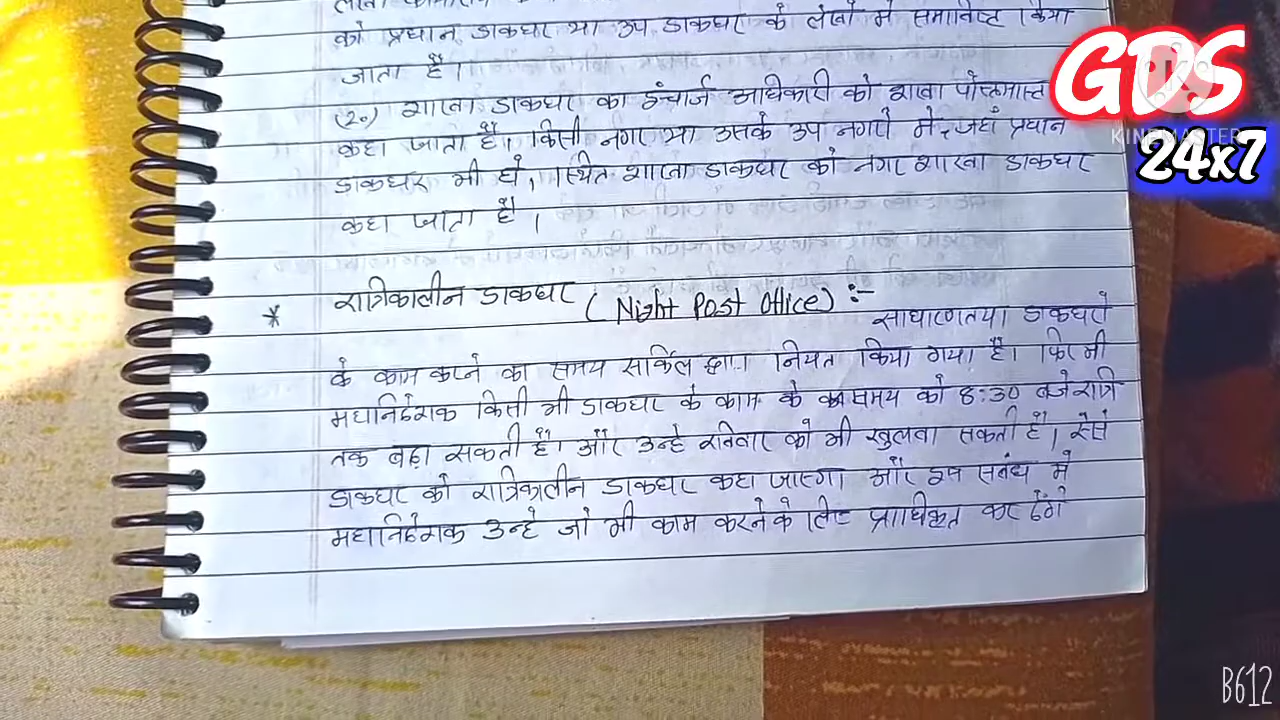 को प्रधान डाकघर या उप डाकघर के लेखों में समाविष्ट किया
जाता है।
(2.) शाखा डाकघर का इंचार्ज अधिकारी को शाखा पोस्टमास्टर
कहा जाता है। किसी नगर या उसके उप नगरों में, जहां प्रधान
डाकघर भी हो, स्थित शाखा डाकघर को नगर शाखा डाकघर
कहा जाता है।
* रात्रिकालीन डाकघर (Night Post Office) :-
साधारणतया डाकघरो
के काम करने का समय सर्किल द्वारा नियत किया गया है। फिर भी
महानिदेशक किसी भी डाकघर के काम के समय को 8:30 बजे रात्रि
तक बढ़ा सकती है। और उन्हे रविवार को भी खुलवा सकती है। ऐसे
डाकघर को रात्रिकालीन डाकघर कहा जाएगा और इस सबंध मे
महानिदेशक उन्हे जो भी काम करने के लिए प्राधिकृत कर देंगे
GDS
KINEMASTER
24x7
B612